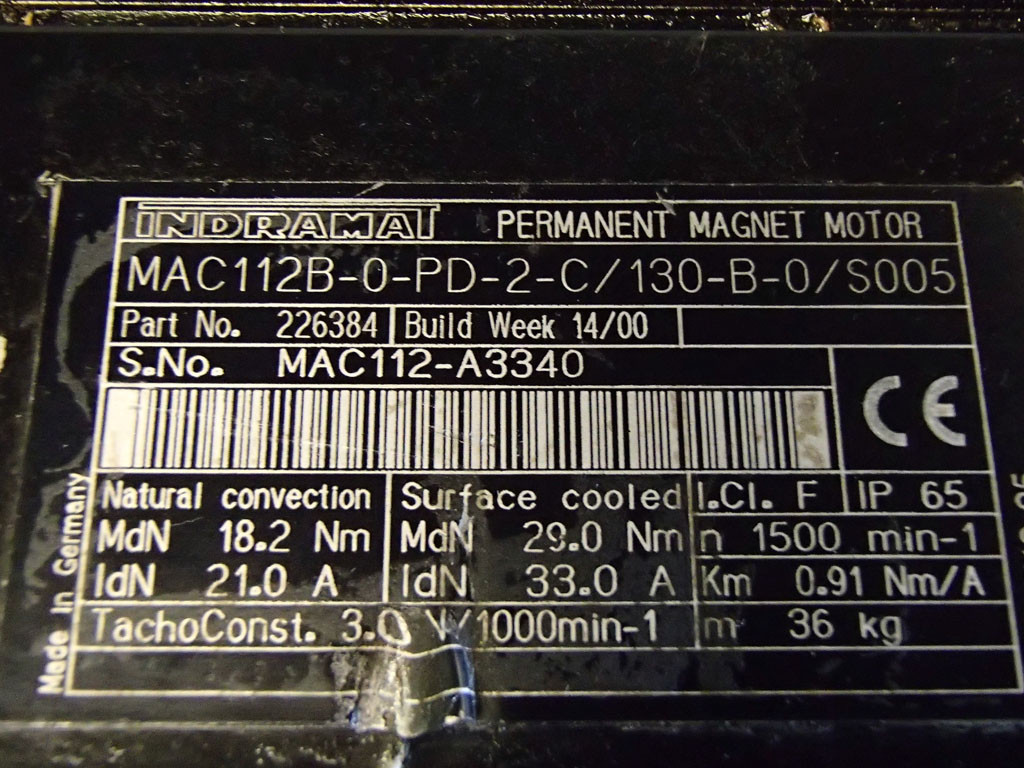 INDRAMAT PERMANENT MAGNET MOTOR
MAC112B-0-PD-2-C/130-B-0/S005
Part No. 226384 Build Week 14/00
S.No. MAC112-A3340
CE
Natural convection Surface cooled I.Cl. F IP 65
MdN 18.2 Nm MdN 29.0 Nm n 1500 min-1
IdN 21.0 A IdN 33.0 A Km 0.91 Nm/A
TachoConst. 3.0 V/1000min-1 m 36 kg
Made in Germany